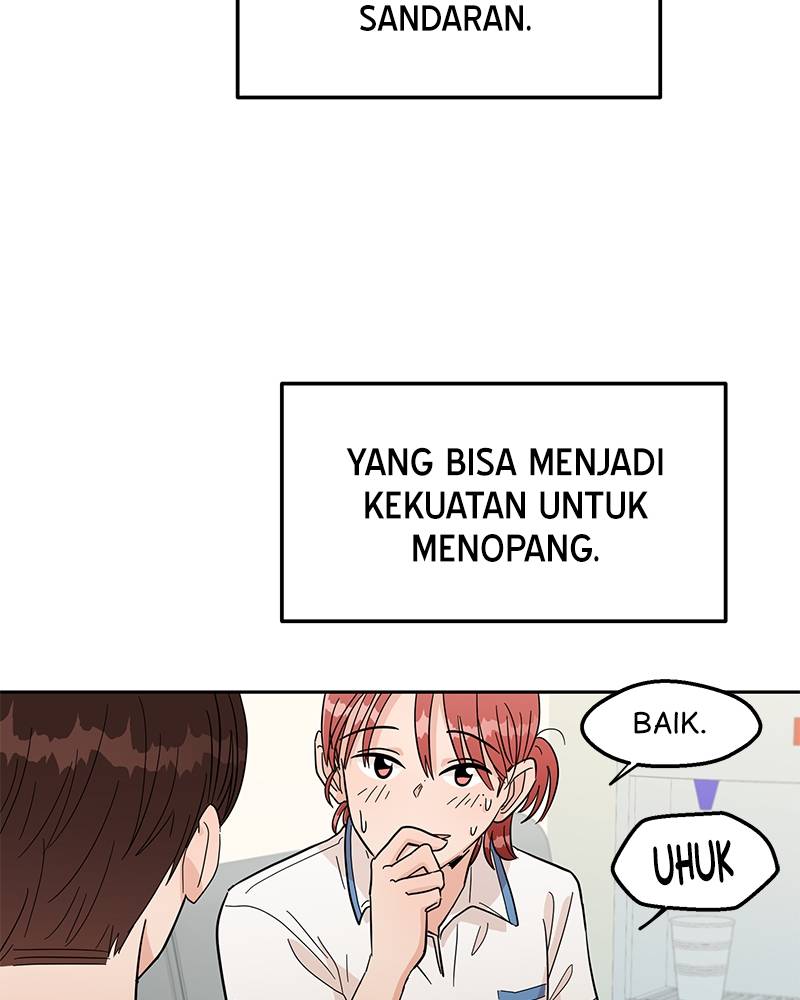 SANDARAN.
YANG BISA MENJADI
KEKUATAN UNTUK
MENOPANG.
BAIK.
UHUK